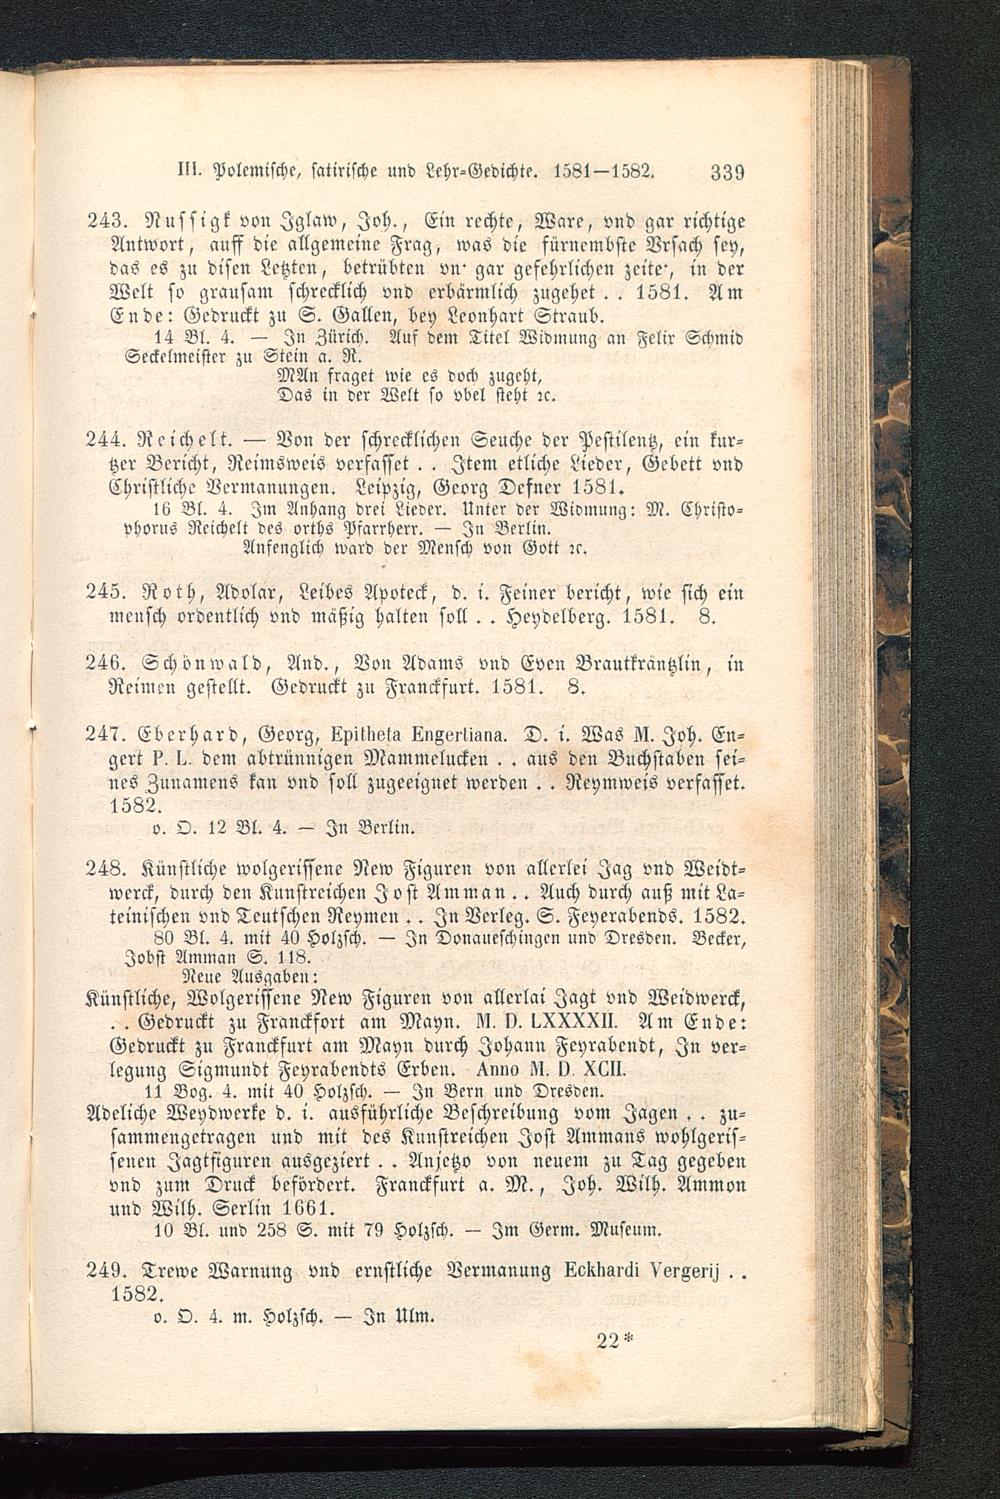 III. Polemische, satirische und Lehr-Gedichte. 1581—1582. 339
243. Nussigk von Iglaw, Joh., Ein rechte, Ware, vnd gar richtige
Antwort, auff die allgemeine Frag, was die fürnembste Vrsach sey,
das es zu disen Letzten, betrübten vn' gar gefehrlichen zeite', in der
Welt so grausam schrecklich vnd erbärmlich zugehet . . 1581. Am
Ende: Gedruckt zu S. Gallen, bey Leonhart Straub.
14 Bl. 4. — In Zürich. Auf dem Titel Widmung an Felix Schmid
Seckelmeister zu Stein a. R.
MAn fraget wie es doch zugeht,
Das in der Welt so vbel steht ꝛc.
244. Reichelt. — Von der schrecklichen Seuche der Pestilentz, ein kur-
tzer Bericht, Reimsweis verfasset . . Item etliche Lieder, Gebett vnd
Christliche Vermanungen. Leipzig, Georg Defner 1581.
16 Bl. 4. Im Anhang drei Lieder. Unter der Widmung: M. Christo-
phorus Reichelt des orths Pfarrherr. — In Berlin.
Anfenglich ward der Mensch von Gott ꝛc.
245. Roth, Adolar, Leibes Apoteck, d. i. Feiner bericht, wie sich ein
mensch ordentlich vnd mäßig halten soll . . Heydelberg. 1581. 8.
246. Schönwald, And., Von Adams vnd Even Brautkräntzlin, in
Reimen gestellt. Gedruckt zu Franckfurt. 1581. 8.
247. Eberhard, Georg, Epitheta Engertiana. D. i. Was M. Joh. En-
gert P. L. dem abtrünnigen Mammelucken . . aus den Buchstaben sei-
nes Zunamens kan vnd soll zugeeignet werden . . Reymweis verfasset.
1582.
o. O. 12 Bl. 4. — In Berlin.
248. Künstliche wolgerissene New Figuren von allerlei Jag vnd Weidt-
werck, durch den Kunstreichen Jost Amman . . Auch durch auß mit La-
teinischen vnd Teutschen Reymen . . In Verleg. S. Feyerabends. 1582.
80 Bl. 4. mit 40 Holzsch. — In Donaueschingen und Dresden. Becker,
Jobst Amman S. 118.
Neue Ausgaben:
Künstliche, Wolgerissene New Figuren von allerlai Jagt vnd Weidwerck,
. . Gedruckt zu Franckfort am Mayn. M. D. LXXXXII. Am Ende:
Gedruckt zu Franckfurt am Mayn durch Johann Feyrabendt, In ver-
legung Sigmundt Feyrabendts Erben. Anno M. D. XCII.
11 Bog. 4. mit 40 Holzsch. — In Bern und Dresden.
Adeliche Weydwerke d. i. ausführliche Beschreibung vom Jagen . . zu-
sammengetragen und mit des Kunstreichen Jost Ammans wohlgeris-
senen Jagtfiguren ausgeziert . . Anjetzo von neuem zu Tag gegeben
vnd zum Druck befördert. Franckfurt a. M., Joh. Wilh. Ammon
und Wilh. Serlin 1661.
10 Bl. und 258 S. mit 79 Holzsch. — Im Germ. Museum.
249. Trewe Warnung vnd ernstliche Vermanung Eckhardi Vergerij . .
1582.
o. O. 4. m. Holzsch. — In Ulm.
22*